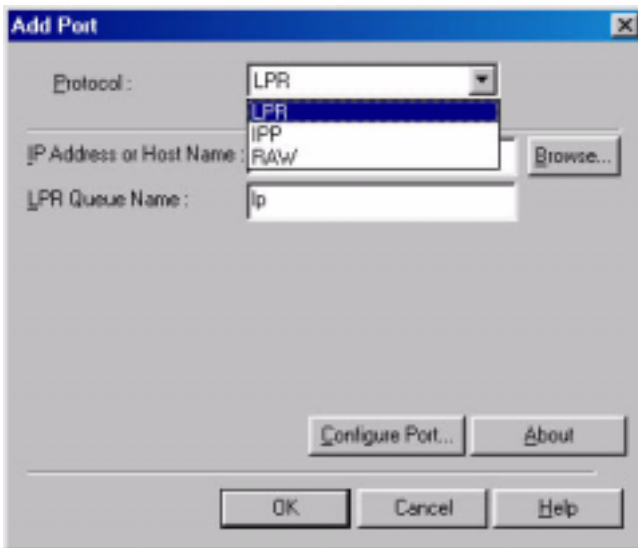 Add Port
Protocol :
LPR
LPR
IPP
RAW
IP Address or Host Name :
Browse...
LPR Queue Name :
lp
Configure Port...
About
OK
Cancel
Help